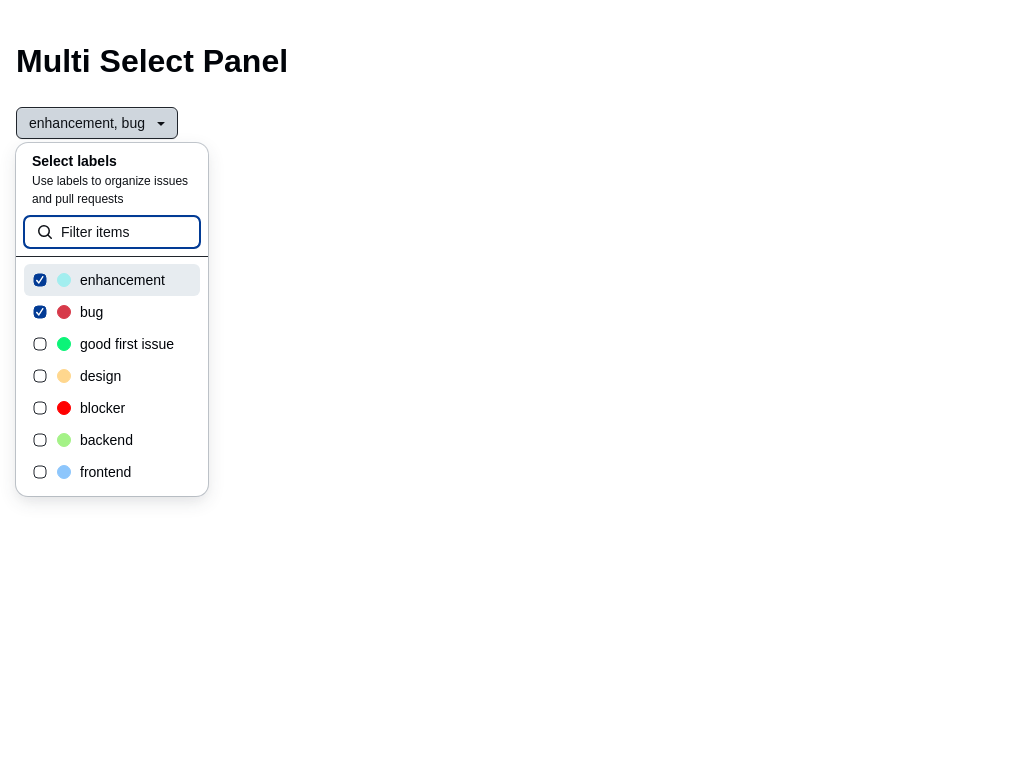 Multi Select Panel
enhancement, bug
Select labels
Use labels to organize issues
and pull requests
Filter items
enhancement
bug
good first issue
design
blocker
backend
frontend